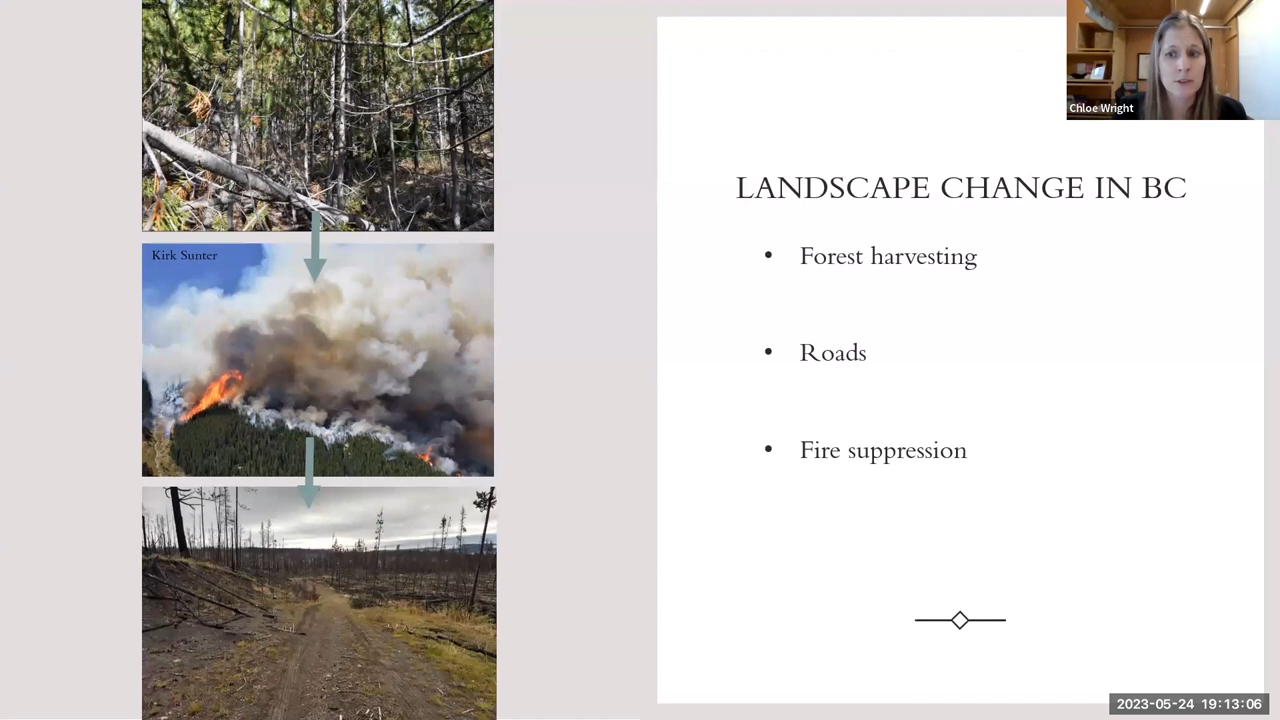 Chloe Wright
LANDSCAPE CHANGE IN BC
• Forest harvesting
• Roads
• Fire suppression
Kirk Sunter
2023-05-24 19:13:06